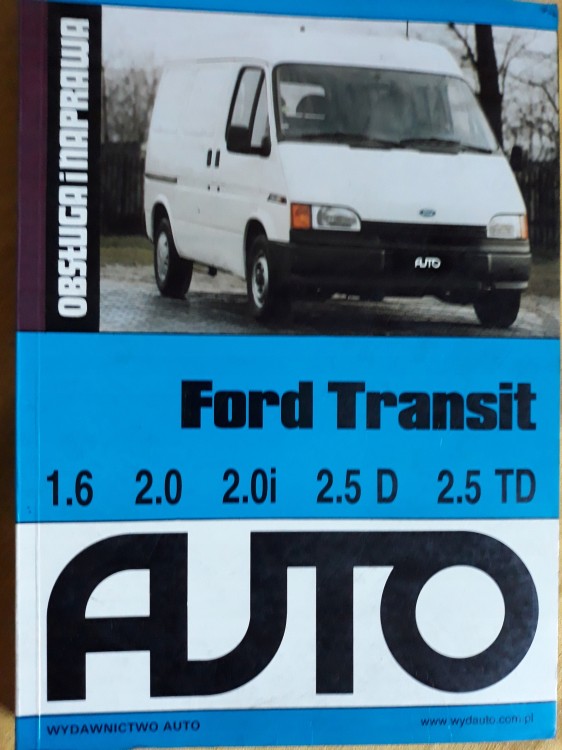 OBSŁUGA i NAPRAWA
AUTO
Ford Transit
1.6 2.0 2.0i 2.5 D 2.5 TD
AUTO
WYDAWNICTWO AUTO
www.wydauto.com.pl